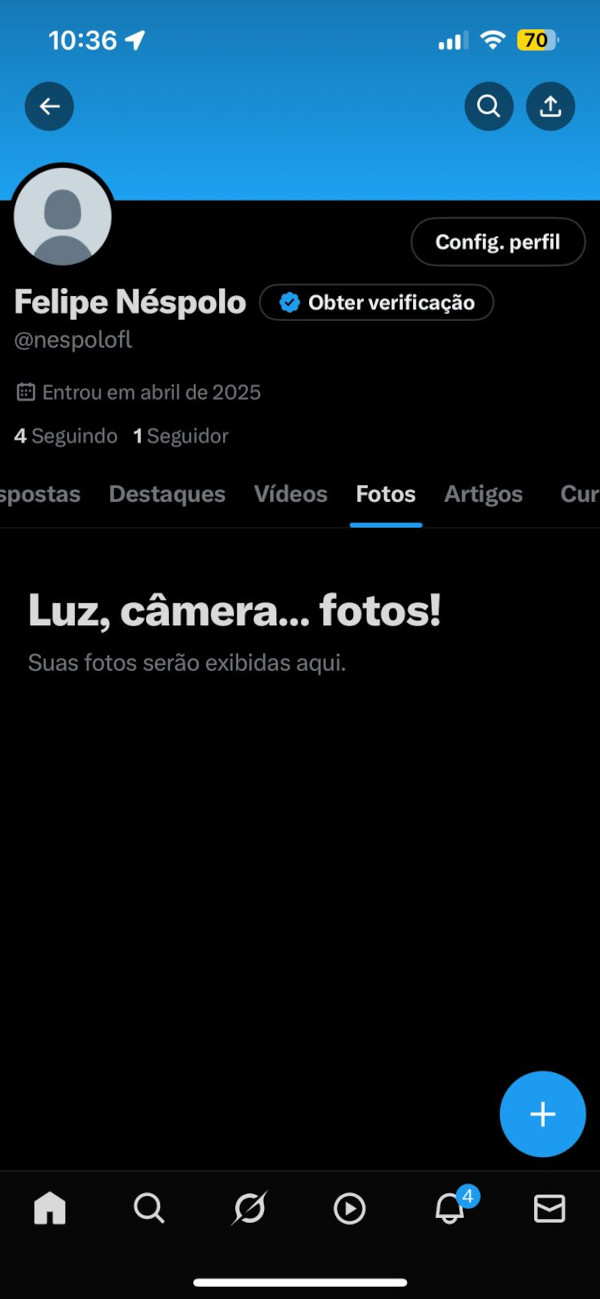 10:36
70
Config. perfil
Felipe Néspolo
Obter verificação
@nespolofl
Entrou em abril de 2025
4 Seguindo 1 Seguidor
spostas Destaques Vídeos Fotos Artigos Cur
Luz, câmera... fotos!
Suas fotos serão exibidas aqui.
4